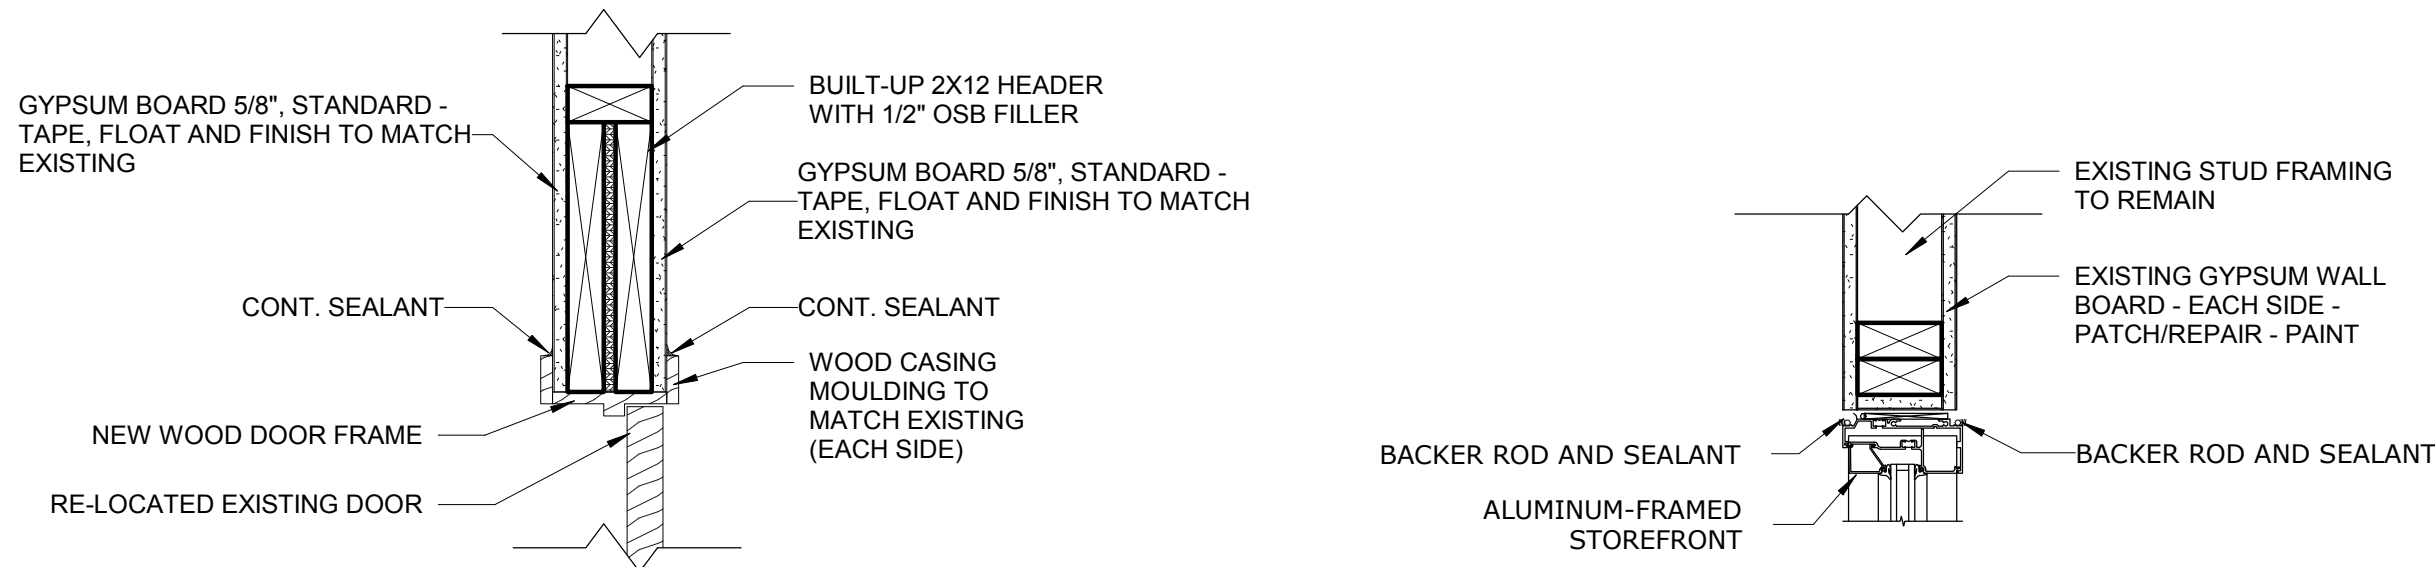 GYPSUM BOARD 5/8", STANDARD -
TAPE, FLOAT AND FINISH TO MATCH
EXISTING
CONT. SEALANT
NEW WOOD DOOR FRAME
RE-LOCATED EXISTING DOOR
BUILT-UP 2X12 HEADER
WITH 1/2" OSB FILLER
GYPSUM BOARD 5/8", STANDARD -
TAPE, FLOAT AND FINISH TO MATCH
EXISTING
CONT. SEALANT
WOOD CASING
MOULDING TO
MATCH EXISTING
(EACH SIDE)
BACKER ROD AND SEALANT
ALUMINUM-FRAMED
STOREFRONT
EXISTING STUD FRAMING
TO REMAIN
EXISTING GYPSUM WALL
BOARD - EACH SIDE -
PATCH/REPAIR - PAINT
BACKER ROD AND SEALANT